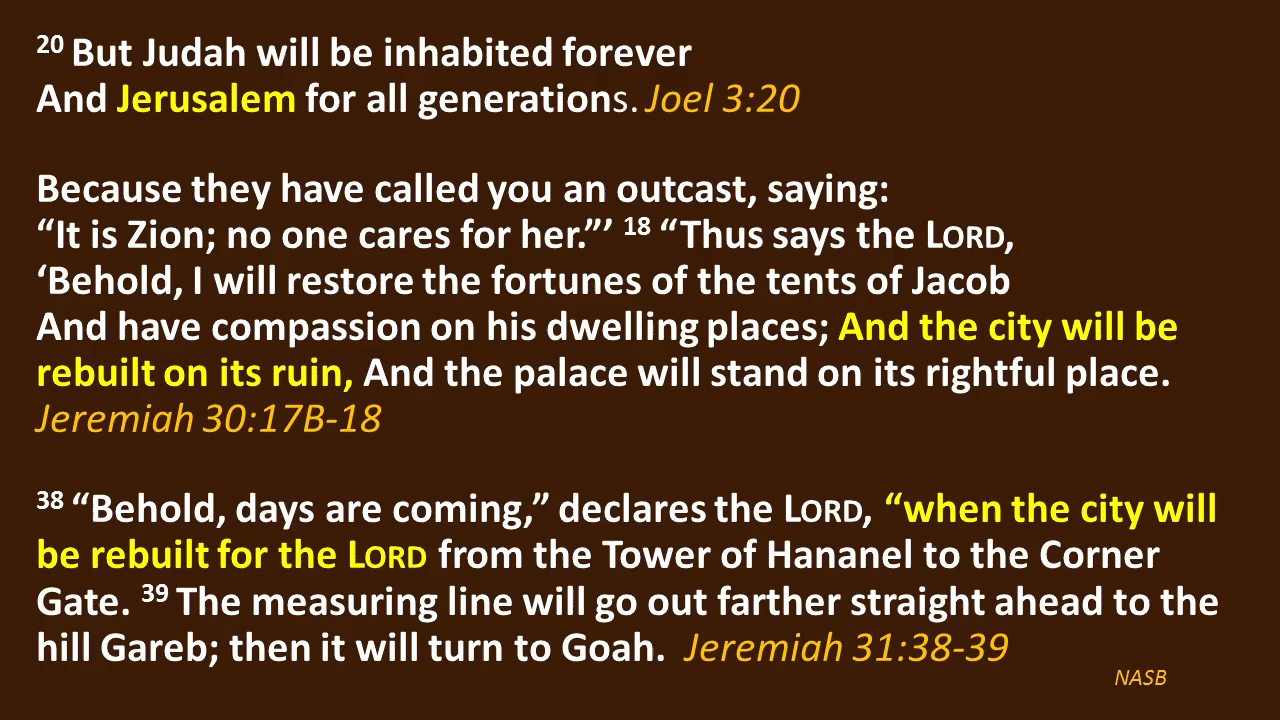 20 But Judah will be inhabited forever
And Jerusalem for all generations. Joel 3:20
Because they have called you an outcast, saying:
“It is Zion; no one cares for her.”’ 18 “Thus says the LORD,
‘Behold, I will restore the fortunes of the tents of Jacob
And have compassion on his dwelling places; And the city will be
rebuilt on its ruin, And the palace will stand on its rightful place.
Jeremiah 30:17B-18
38 “Behold, days are coming,” declares the LORD, “when the city will
be rebuilt for the LORD from the Tower of Hananel to the Corner
Gate. 39 The measuring line will go out farther straight ahead to the
hill Gareb; then it will turn to Goah. Jeremiah 31:38-39
NASB